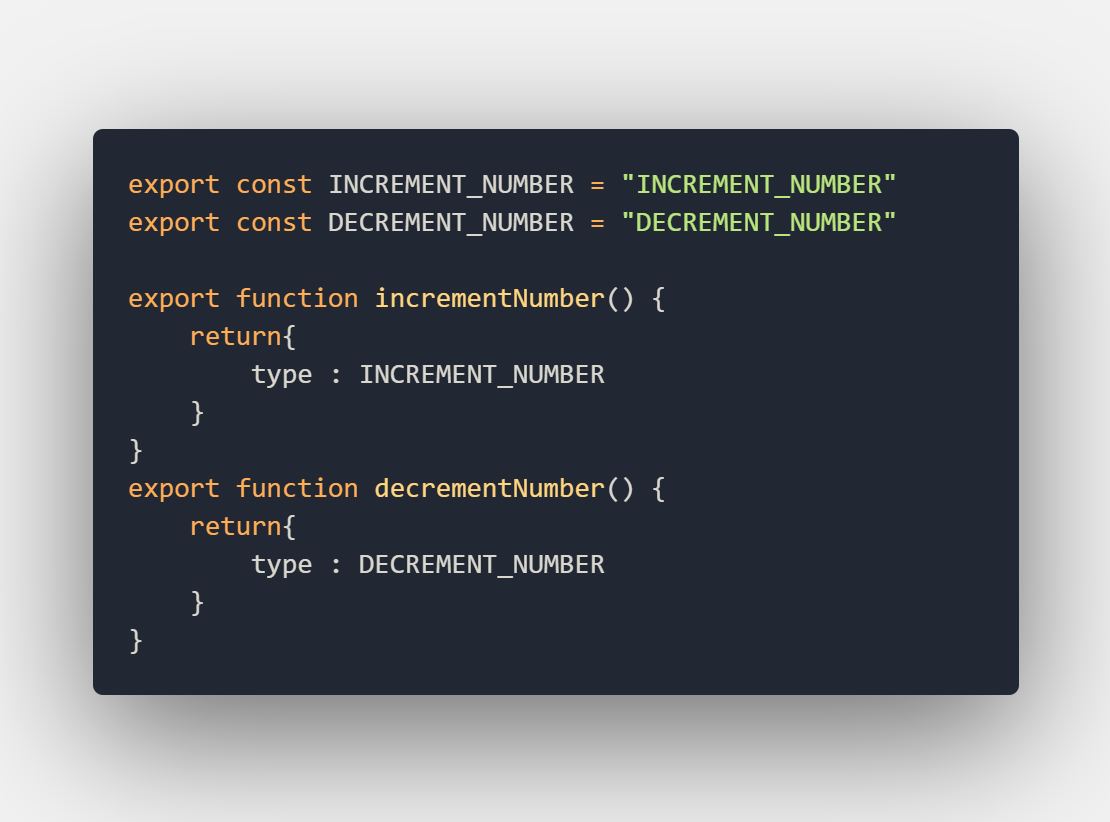 export const INCREMENT_NUMBER = "INCREMENT_NUMBER"
export const DECREMENT_NUMBER = "DECREMENT_NUMBER"

export function incrementNumber() {
    return{
        type : INCREMENT_NUMBER
    }
}
export function decrementNumber() {
    return{
        type : DECREMENT_NUMBER
    }
}